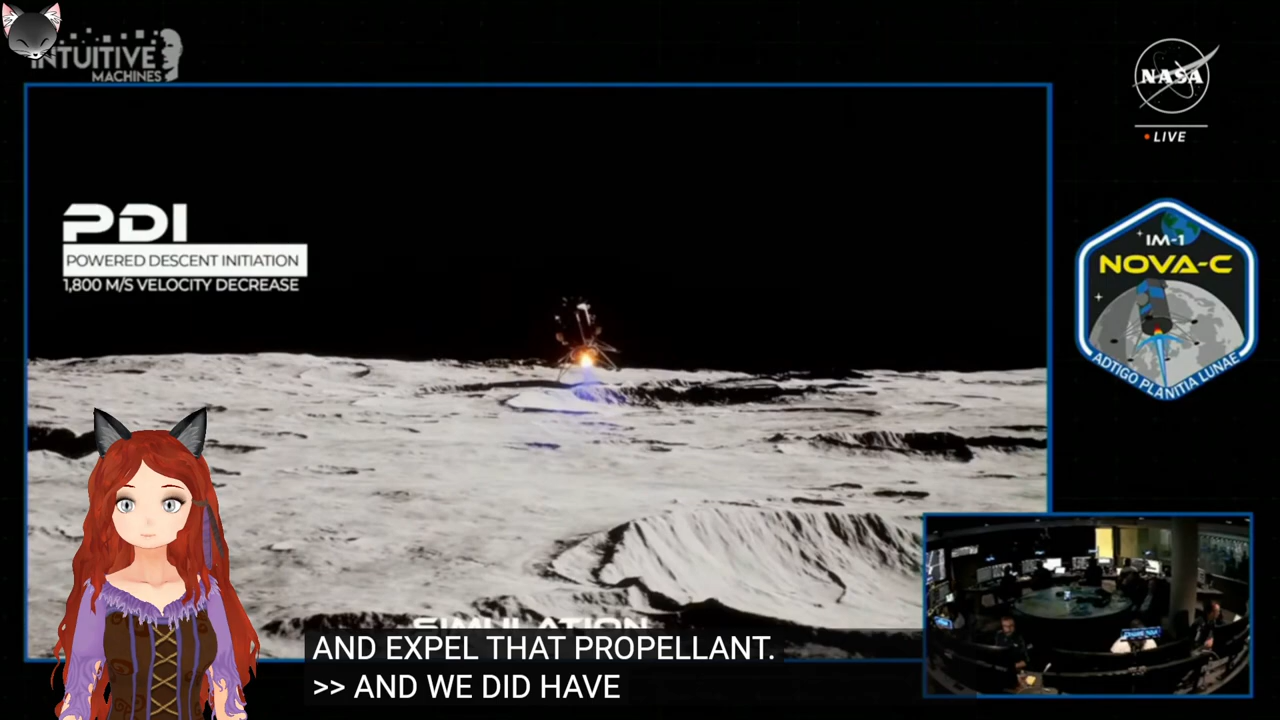 INTUITIVE
MACHINES
NASA
LIVE
PDI
POWERED DESCENT INITIATION
1,800 M/S VELOCITY DECREASE
IM-1
NOVA-C
ADTIGO PLANITIA LUNAE
SIMULATION
AND EXPEL THAT PROPELLANT.
>> AND WE DID HAVE